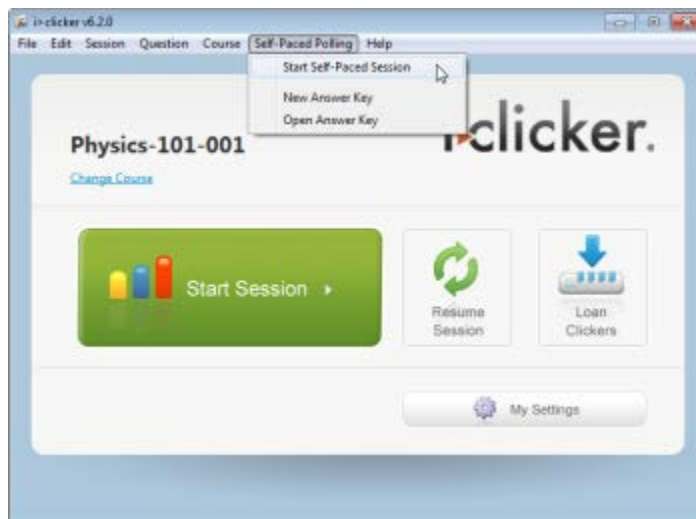 i>clicker v6.2.0
File Edit Session Question Course Self-Paced Polling Help
Start Self-Paced Session
New Answer Key
Open Answer Key
Physics-101-001
i>clicker.
Change Course
Start Session
Resume
Session
Loan
Clickers
My Settings